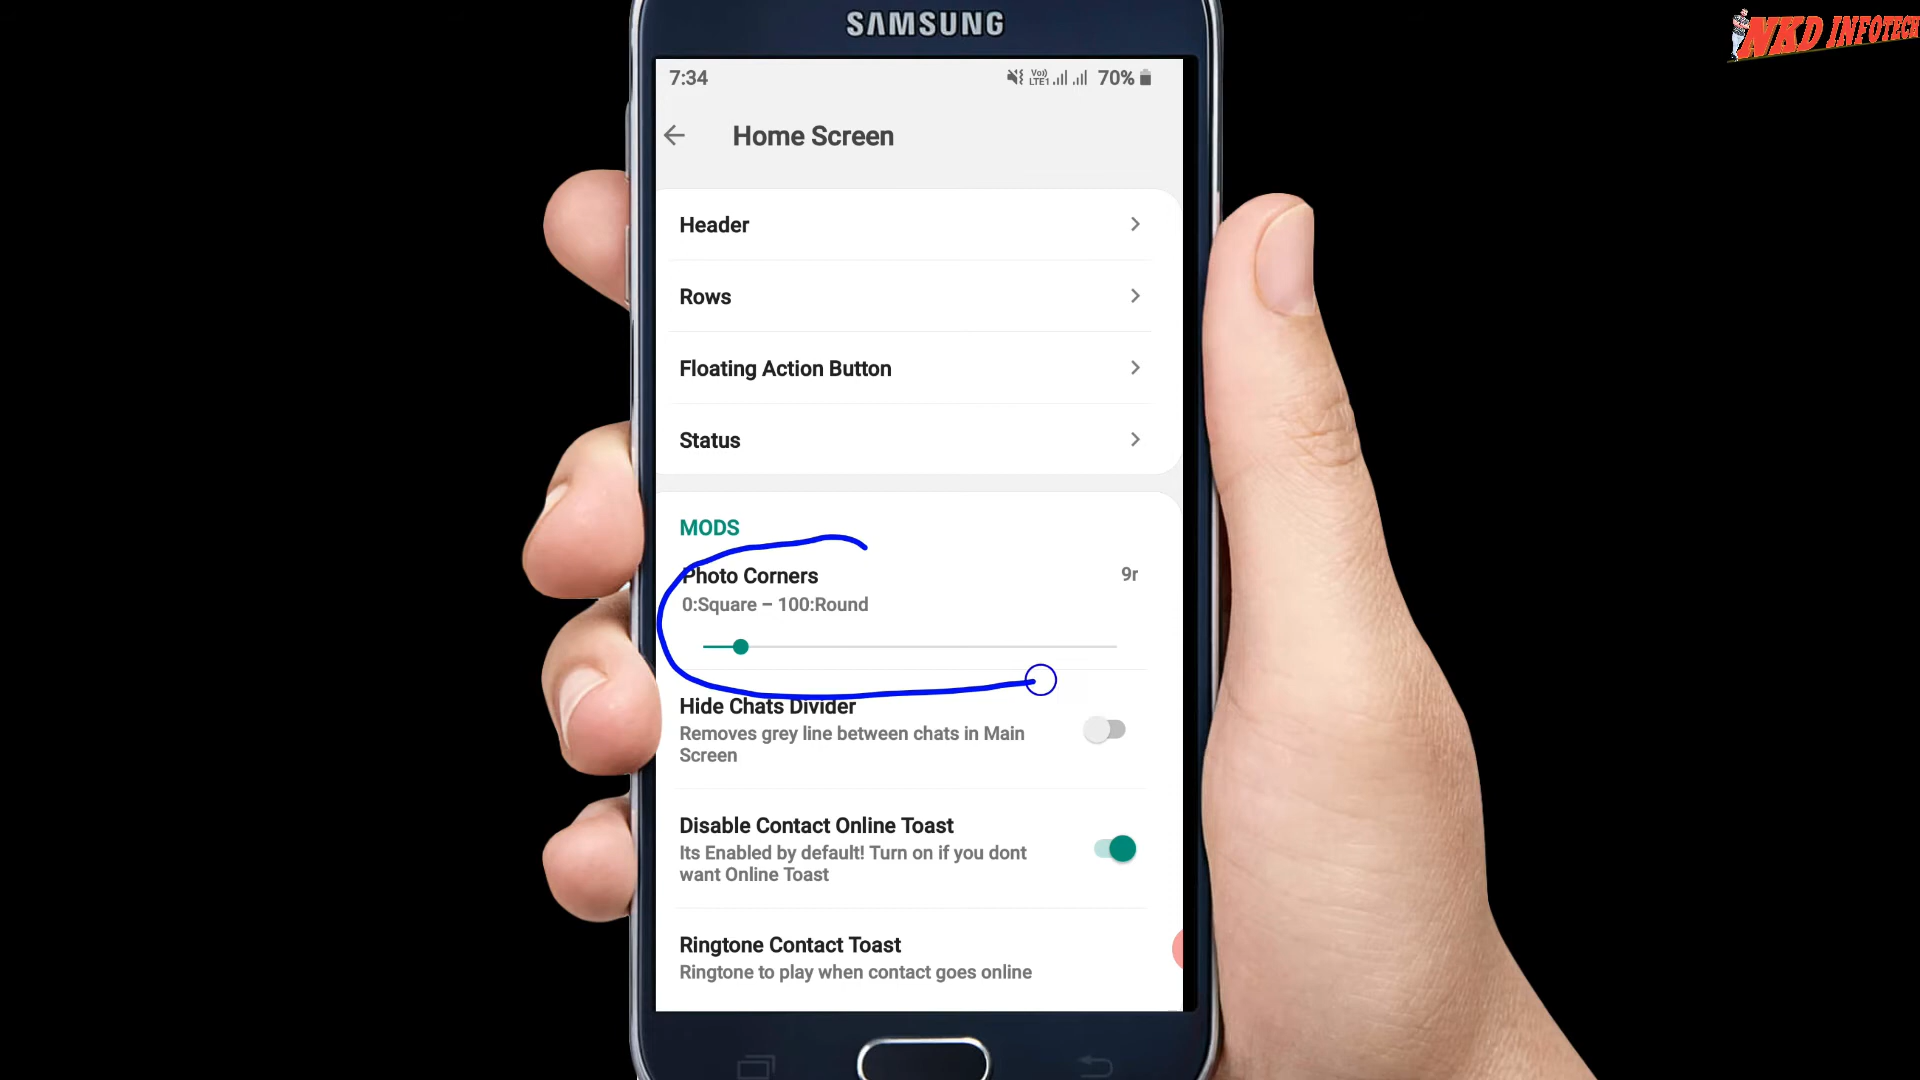 SAMSUNG
NKD INFOTECH
7:34
Vo) LTE1 70%
Home Screen
Header
Rows
Floating Action Button
Status
MODS
Photo Corners 9r
0:Square – 100:Round
Hide Chats Divider
Removes grey line between chats in Main
Screen
Disable Contact Online Toast
Its Enabled by default! Turn on if you dont
want Online Toast
Ringtone Contact Toast
Ringtone to play when contact goes online